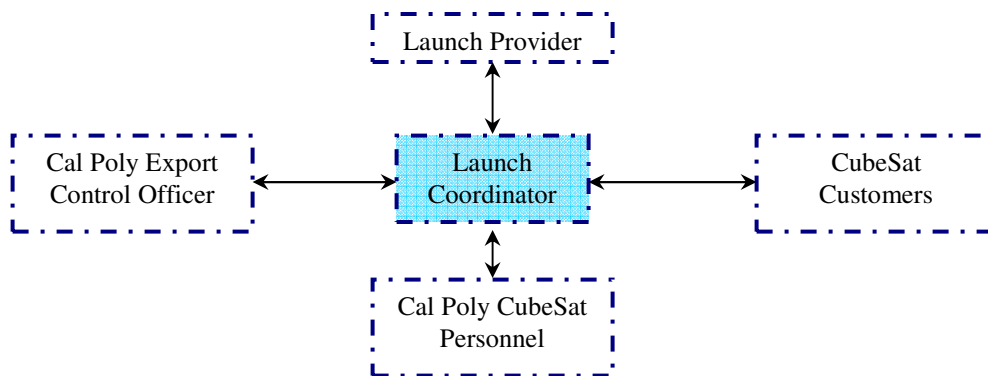 Launch Provider
Cal Poly Export
Control Officer
Launch
Coordinator
CubeSat
Customers
Cal Poly CubeSat
Personnel